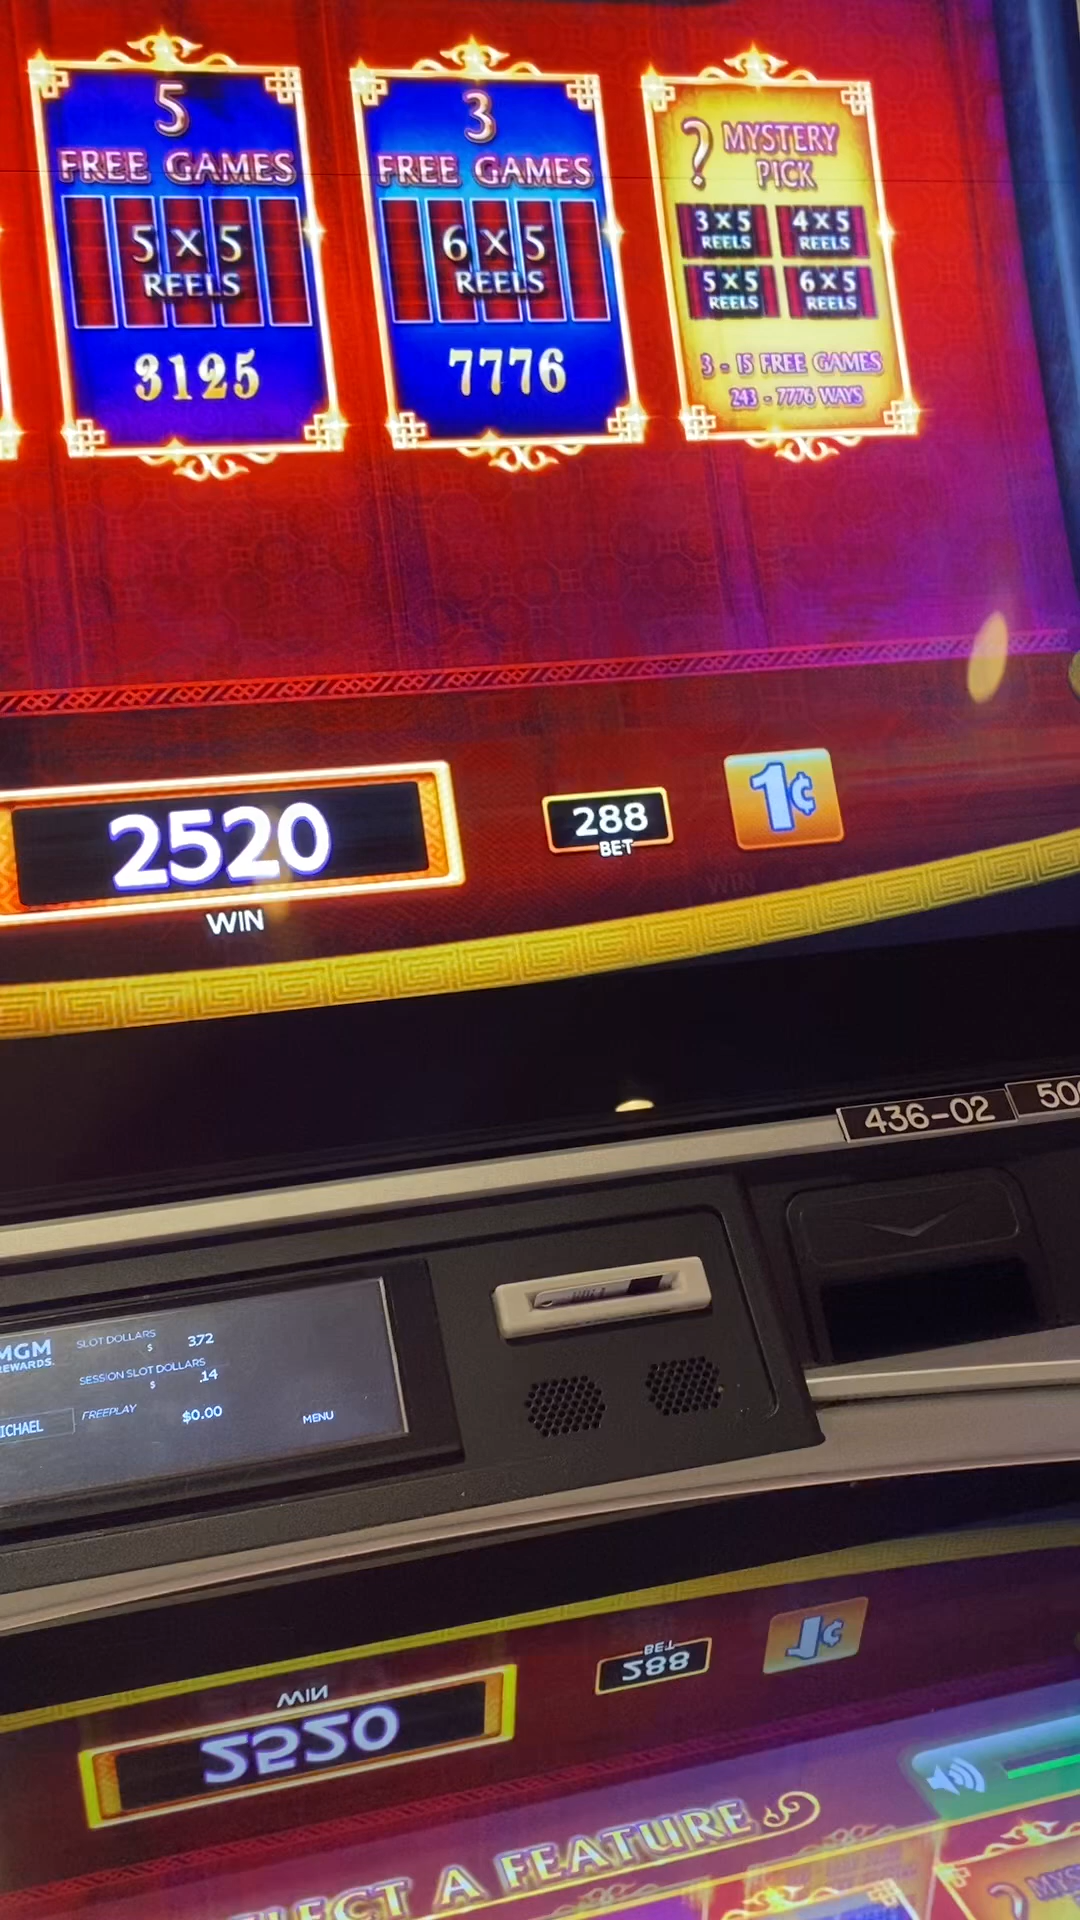 5
FREE GAMES
5 X 5
REELS
3125
3
FREE GAMES
6 X 5
REELS
7776
? MYSTERY
PICK
3 X 5
REELS
4 X 5
REELS
5 X 5
REELS
6 X 5
REELS
3 - 15 FREE GAMES
243 - 7776 WAYS
2520
WIN
288
BET
1¢
436-02
MGM
REWARDS.
SLOT DOLLARS
$ 372
SESSION SLOT DOLLARS
$ .14
FREEPLAY $0.00
MENU
WIN
2520
BET
288
1¢
A FEATURE